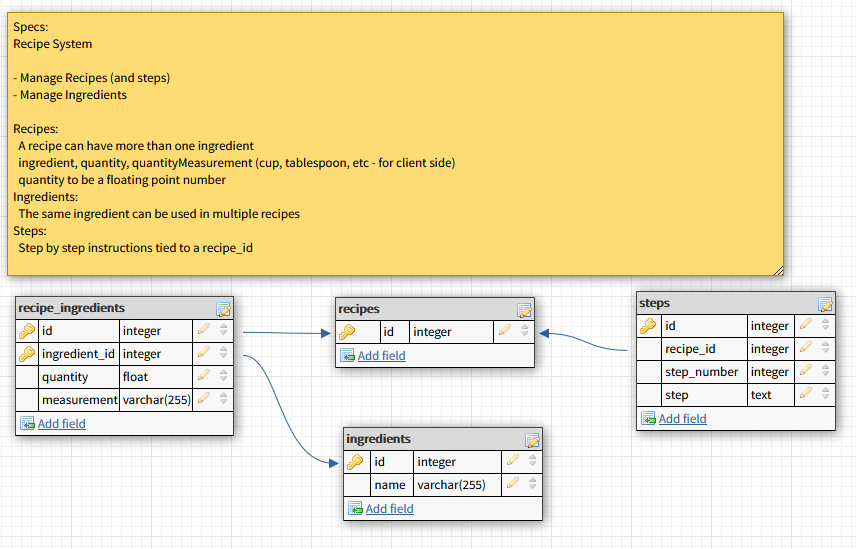 Specs:
Recipe System
- Manage Recipes (and steps)
- Manage Ingredients
Recipes:
A recipe can have more than one ingredient
ingredient, quantity, quantityMeasurement (cup, tablespoon, etc - for client side)
quantity to be a floating point number
Ingredients:
The same ingredient can be used in multiple recipes
Steps:
Step by step instructions tied to a recipe_id
recipe_ingredients
id integer
ingredient_id integer
quantity float
measurement varchar(255)
Add field
recipes
id integer
Add field
steps
id integer
recipe_id integer
step_number integer
step text
Add field
ingredients
id integer
name varchar(255)
Add field